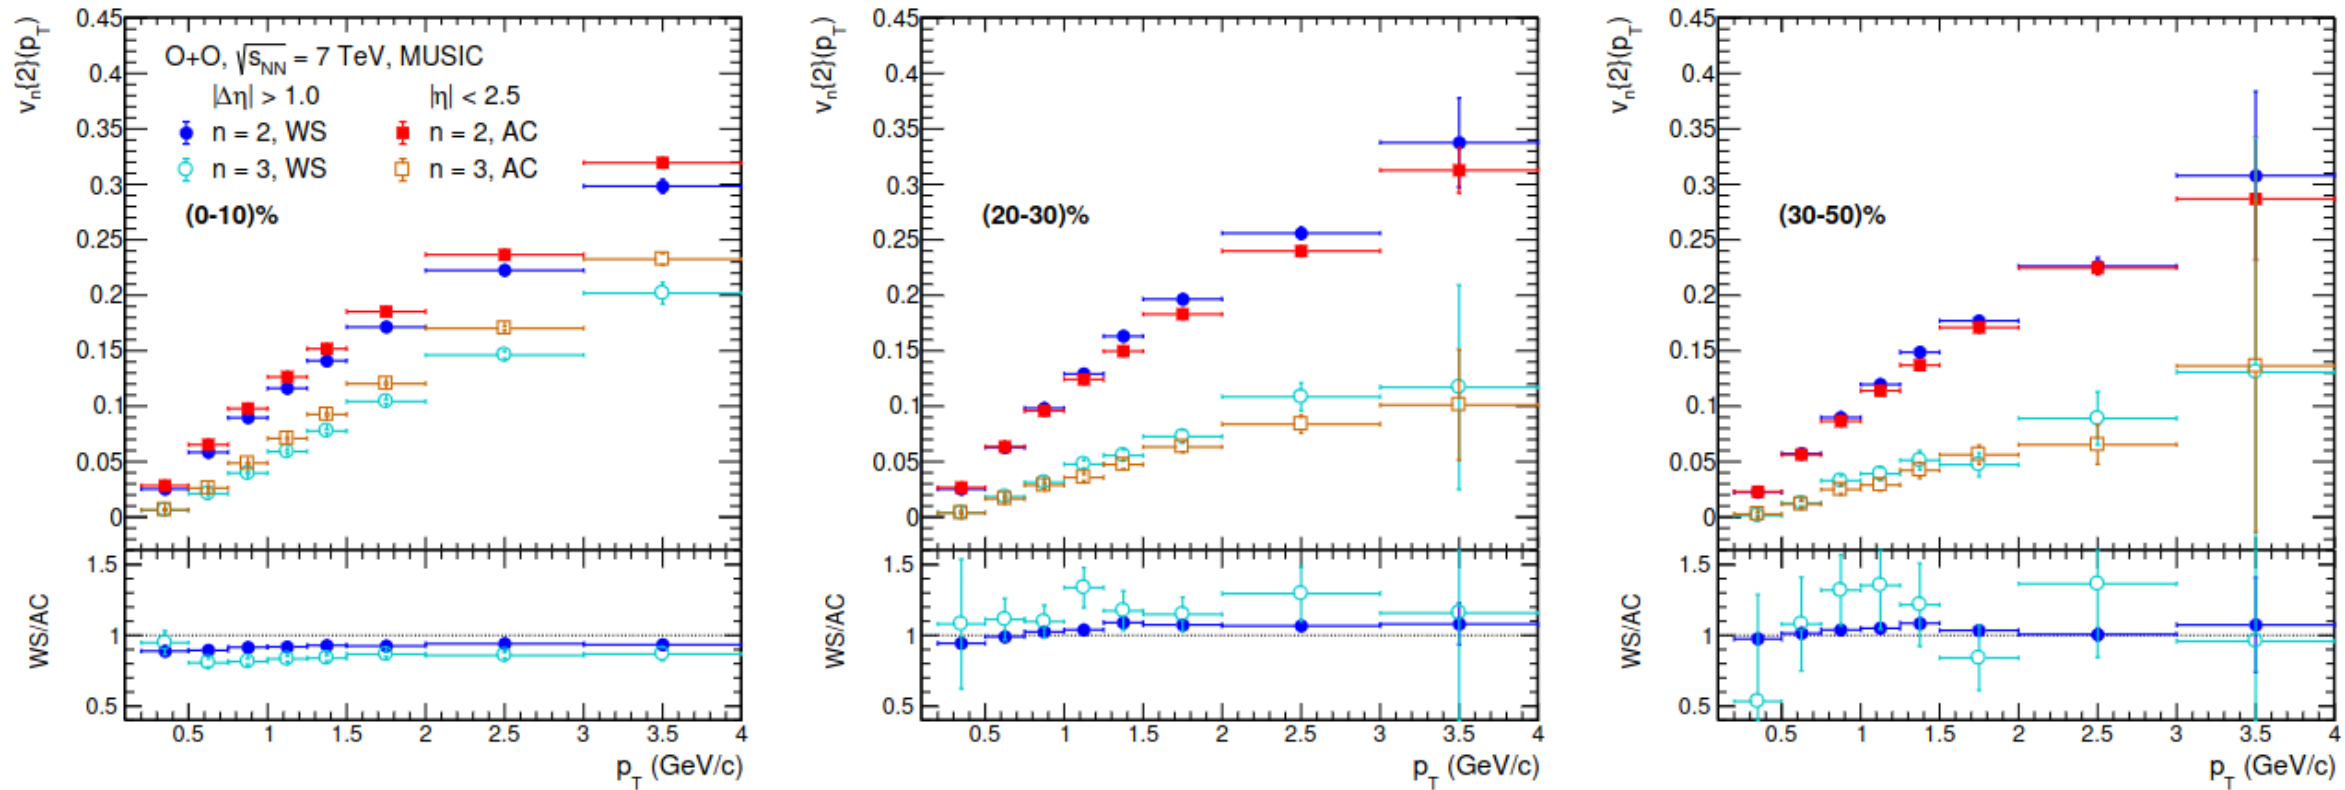 v_n{2}(p_T)
0.45
0.4
0.35
0.3
0.25
0.2
0.15
0.1
0.05
0
O+O, √s_NN = 7 TeV, MUSIC
|Δη| > 1.0 |η| < 2.5
n = 2, WS n = 2, AC
n = 3, WS n = 3, AC
(0-10)%
WS/AC
1.5
1
0.5
0.5 1 1.5 2 2.5 3 3.5 4
p_T (GeV/c)
v_n{2}(p_T)
0.45
0.4
0.35
0.3
0.25
0.2
0.15
0.1
0.05
0
(20-30)%
WS/AC
1.5
1
0.5
0.5 1 1.5 2 2.5 3 3.5 4
p_T (GeV/c)
v_n{2}(p_T)
0.45
0.4
0.35
0.3
0.25
0.2
0.15
0.1
0.05
0
(30-50)%
WS/AC
1.5
1
0.5
0.5 1 1.5 2 2.5 3 3.5 4
p_T (GeV/c)